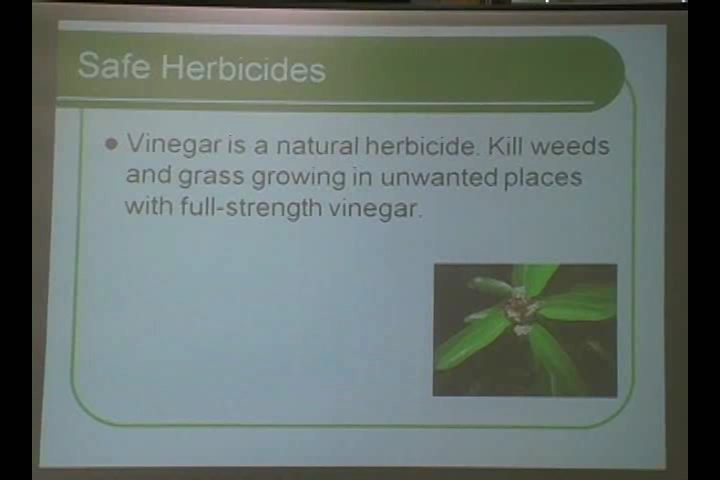 Safe Herbicides
Vinegar is a natural herbicide. Kill weeds
and grass growing in unwanted places
with full-strength vinegar.